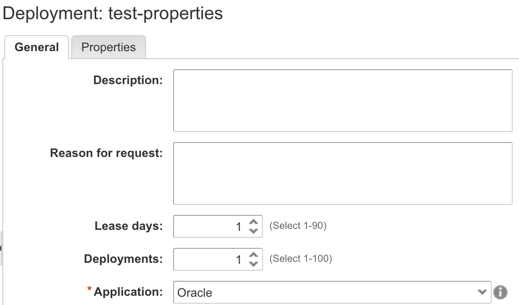 Deployment: test-properties
General Properties
Description:
Reason for request:
Lease days: 1 (Select 1-90)
Deployments: 1 (Select 1-100)
* Application: Oracle